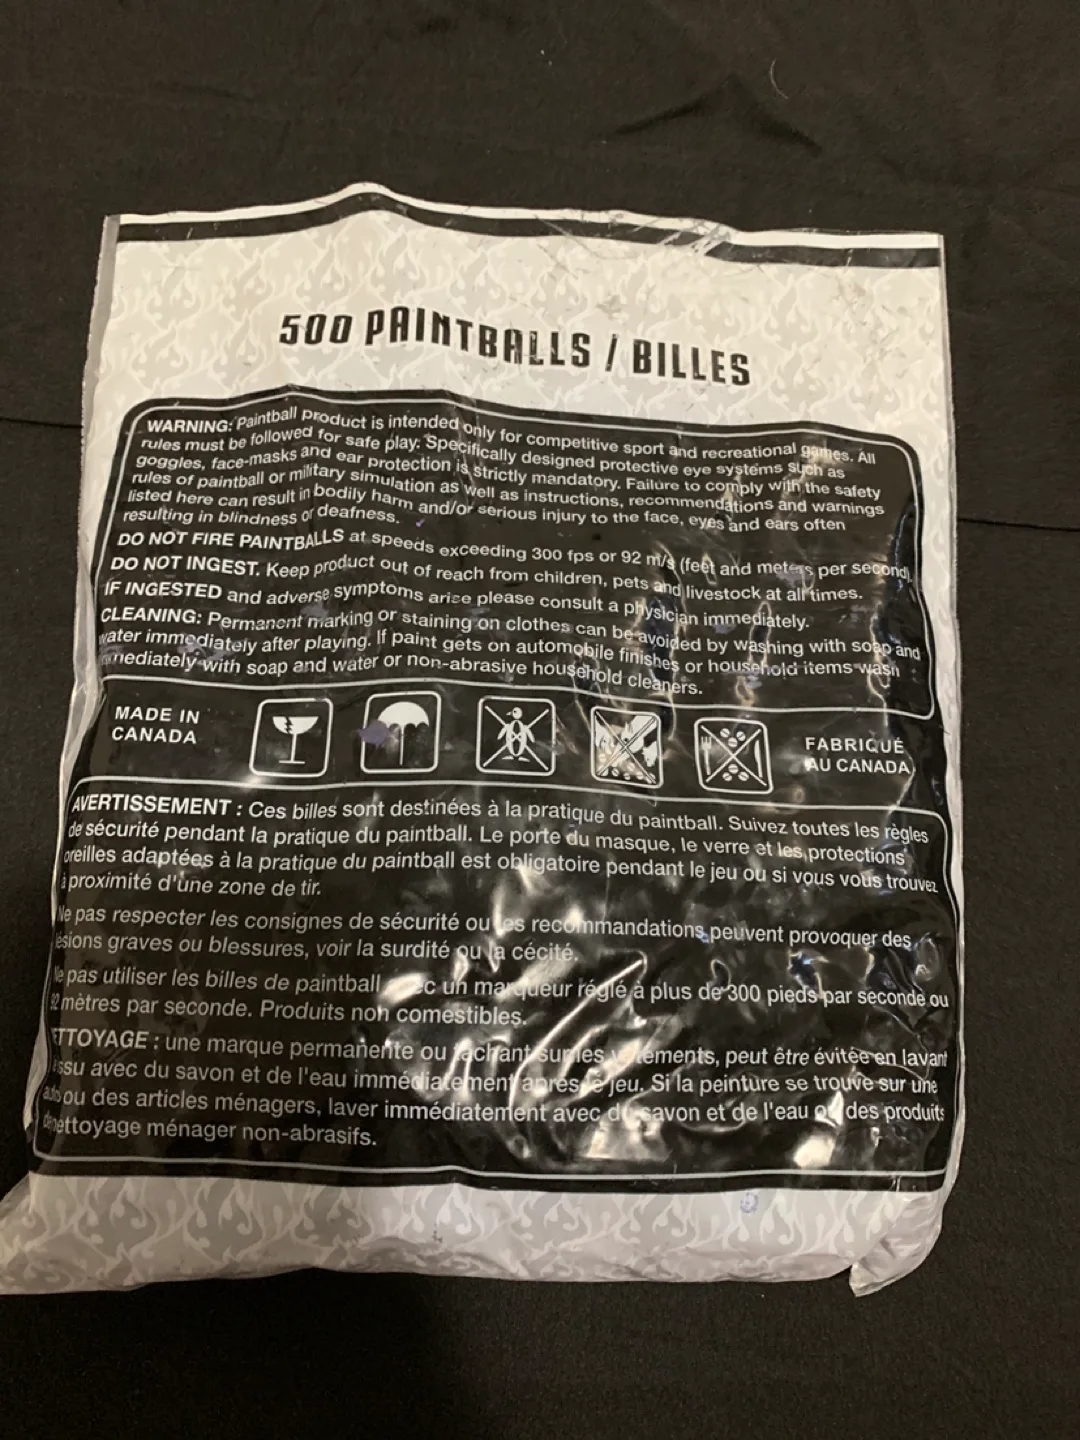 500 PAINTBALLS / BILLES
WARNING: Paintball product is intended only for competitive sport and recreational games. All
rules must be followed for safe play. Specifically designed protective eye systems such as
goggles, face-masks and ear protection is strictly mandatory. Failure to comply with the safety
rules of paintball or military simulation as well as instructions, recommendations and warnings
listed here can result in bodily harm and/or serious injury to the face, eyes and ears often
resulting in blindness or deafness.
DO NOT FIRE PAINTBALLS at speeds exceeding 300 fps or 92 m/s (feet and meters per second).
DO NOT INGEST. Keep product out of reach from children, pets and livestock at all times.
IF INGESTED and adverse symptoms arise please consult a physician immediately.
CLEANING: Permanent marking or staining on clothes can be avoided by washing with soap and
water immediately after playing. If paint gets on automobile finishes or household items wash
immediately with soap and water or non-abrasive household cleaners.
MADE IN
CANADA
FABRIQUÉ
AU CANADA
AVERTISSEMENT : Ces billes sont destinées à la pratique du paintball. Suivez toutes les règles
de sécurité pendant la pratique du paintball. Le porte du masque, le verre et les protections
oreilles adaptées à la pratique du paintball est obligatoire pendant le jeu ou si vous vous trouvez
à proximité d'une zone de tir.
Ne pas respecter les consignes de sécurité ou les recommandations peuvent provoquer des
lésions graves ou blessures, voir la surdité ou la cécité.
Ne pas utiliser les billes de paintball avec un marqueur réglé à plus de 300 pieds par seconde ou
92 mètres par seconde. Produits non comestibles.
ETTOYAGE : une marque permanente ou tachant sur les vêtements, peut être évitée en lavant
issu avec du savon et de l'eau immédiatement après le jeu. Si la peinture se trouve sur une
auto ou des articles ménagers, laver immédiatement avec du savon et de l'eau ou des produits
de nettoyage ménager non-abrasifs.